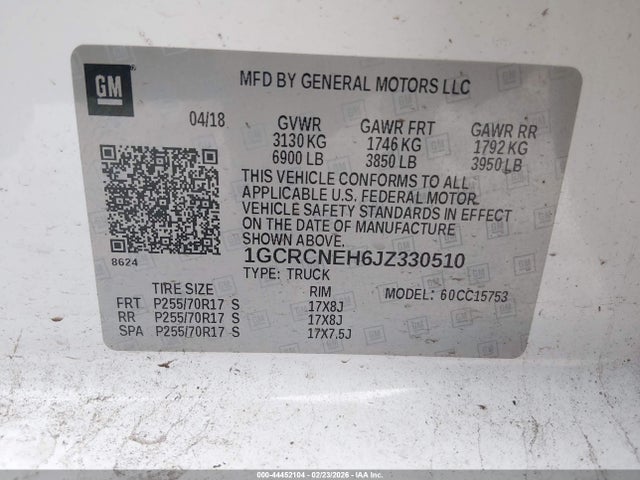 GM
MFD BY GENERAL MOTORS LLC
04/18 GVWR GAWR FRT GAWR RR
3130 KG 1746 KG 1792 KG
6900 LB 3850 LB 3950 LB
THIS VEHICLE CONFORMS TO ALL
APPLICABLE U.S. FEDERAL MOTOR
VEHICLE SAFETY STANDARDS IN EFFECT
ON THE DATE OF MANUFACTURE
SHOWN ABOVE.
8624
1GCRCNEH6JZ330510
TYPE: TRUCK
TIRE SIZE RIM MODEL: 60CC15753
FRT P255/70R17 S 17X8J
RR P255/70R17 S 17X8J
SPA P255/70R17 S 17X7.5J
000-44452104 - 02/23/2026 - IAAI.COM